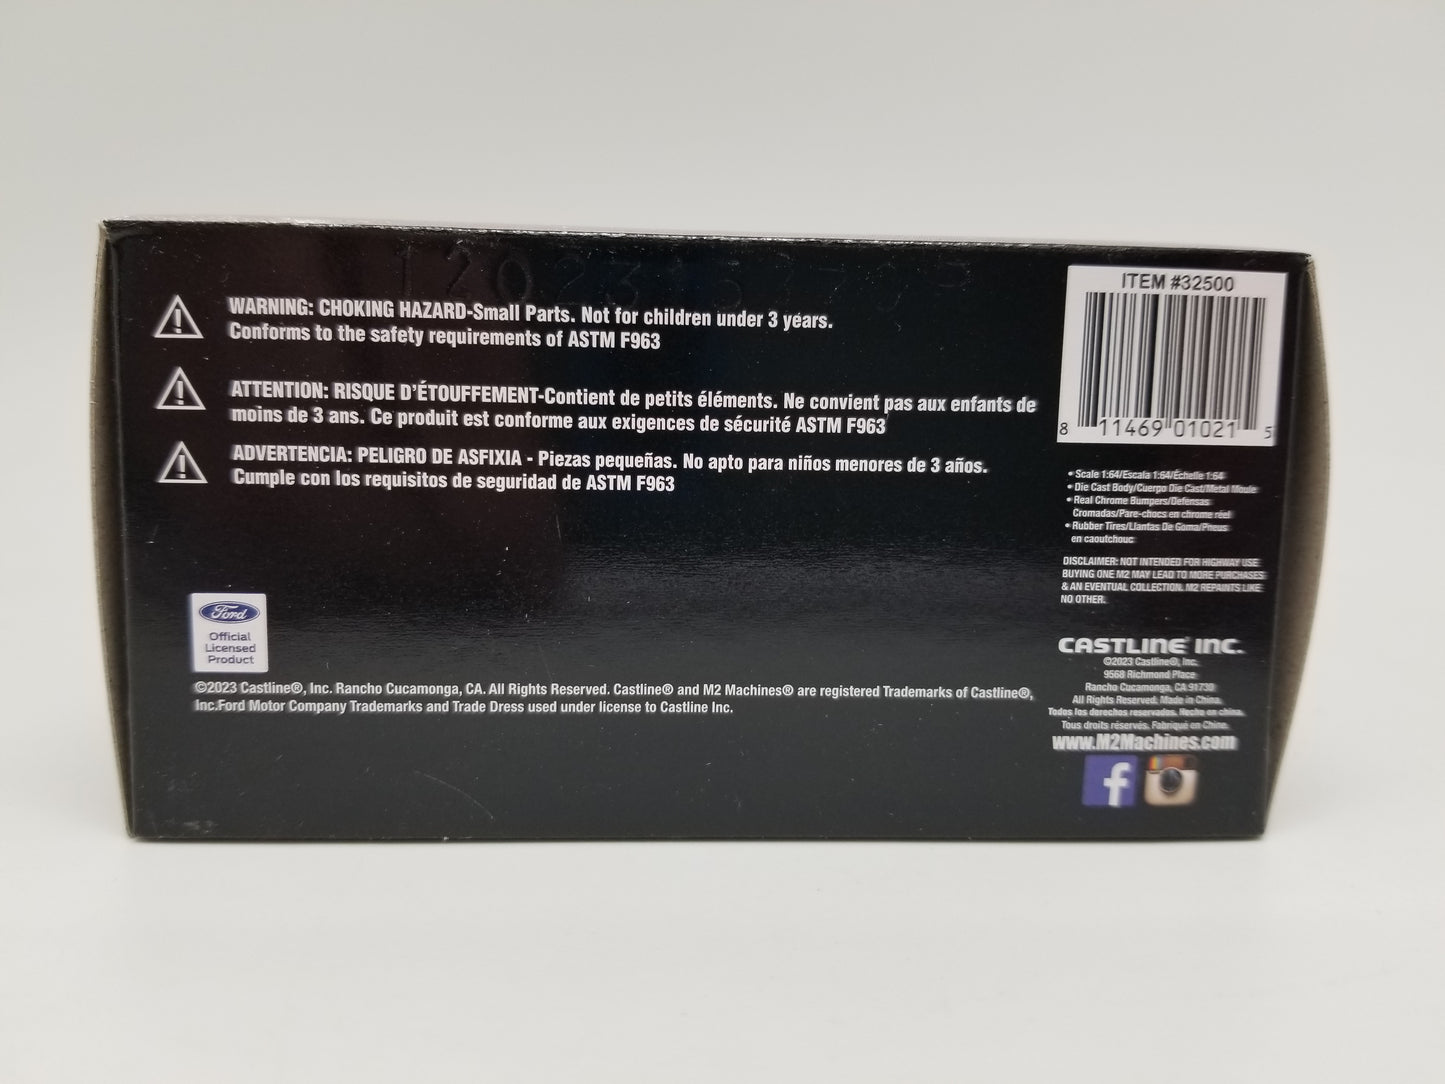 WARNING: CHOKING HAZARD-Small Parts. Not for children under 3 years.
Conforms to the safety requirements of ASTM F963
ATTENTION: RISQUE D'ÉTOUFFEMENT-Contient de petits éléments. Ne convient pas aux enfants de
moins de 3 ans. Ce produit est conforme aux exigences de sécurité ASTM F963
ADVERTENCIA: PELIGRO DE ASFIXIA - Piezas pequeñas. No apto para niños menores de 3 años.
Cumple con los requisitos de seguridad de ASTM F963
Ford
Official
Licensed
Product
©2023 Castline®, Inc. Rancho Cucamonga, CA. All Rights Reserved. Castline® and M2 Machines® are registered Trademarks of Castline®,
Inc.Ford Motor Company Trademarks and Trade Dress used under license to Castline Inc.
ITEM #32500
8 11469 01021 5
• Scale 1:64/Escala 1:64/Échelle 1:64
• Die Cast Body/Cuerpo Die Cast/Metal Moule
• Real Chrome Bumpers/Defensas
Cromadas/Pare-chocs en chrome réel
• Rubber Tires/Llantas De Goma/Pneus
en caoutchouc
DISCLAIMER: NOT INTENDED FOR HIGHWAY USE
BUYING ONE M2 MAY LEAD TO MORE PURCHASES
& AN EVENTUAL COLLECTION. M2 REPAINTS LIKE
NO OTHER.
CASTLINE® INC.
©2023 Castline®, Inc.
9568 Richmond Place
Rancho Cucamonga, CA 91730
All Rights Reserved. Made in China.
Todos los derechos reservados. Hecho en china.
Tous droits réservés. Fabriqué en Chine.
www.M2Machines.com
f